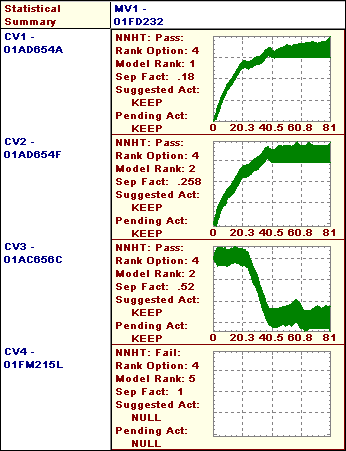 Statistical
Summary
MV1 -
01FD232
CV1 -
01AD654A
NNHT: Pass:
Rank Option: 4
Model Rank: 1
Sep Fact: .18
Suggested Act:
KEEP
Pending Act:
KEEP
0 20.3 40.5 60.8 81
CV2 -
01AD654F
NNHT: Pass:
Rank Option: 4
Model Rank: 2
Sep Fact: .258
Suggested Act:
KEEP
Pending Act:
KEEP
0 20.3 40.5 60.8 81
CV3 -
01AC656C
NNHT: Pass:
Rank Option: 4
Model Rank: 2
Sep Fact: .52
Suggested Act:
KEEP
Pending Act:
KEEP
0 20.3 40.5 60.8 81
CV4 -
01FM215L
NNHT: Fail:
Rank Option: 4
Model Rank: 5
Sep Fact: 1
Suggested Act:
NULL
Pending Act:
NULL